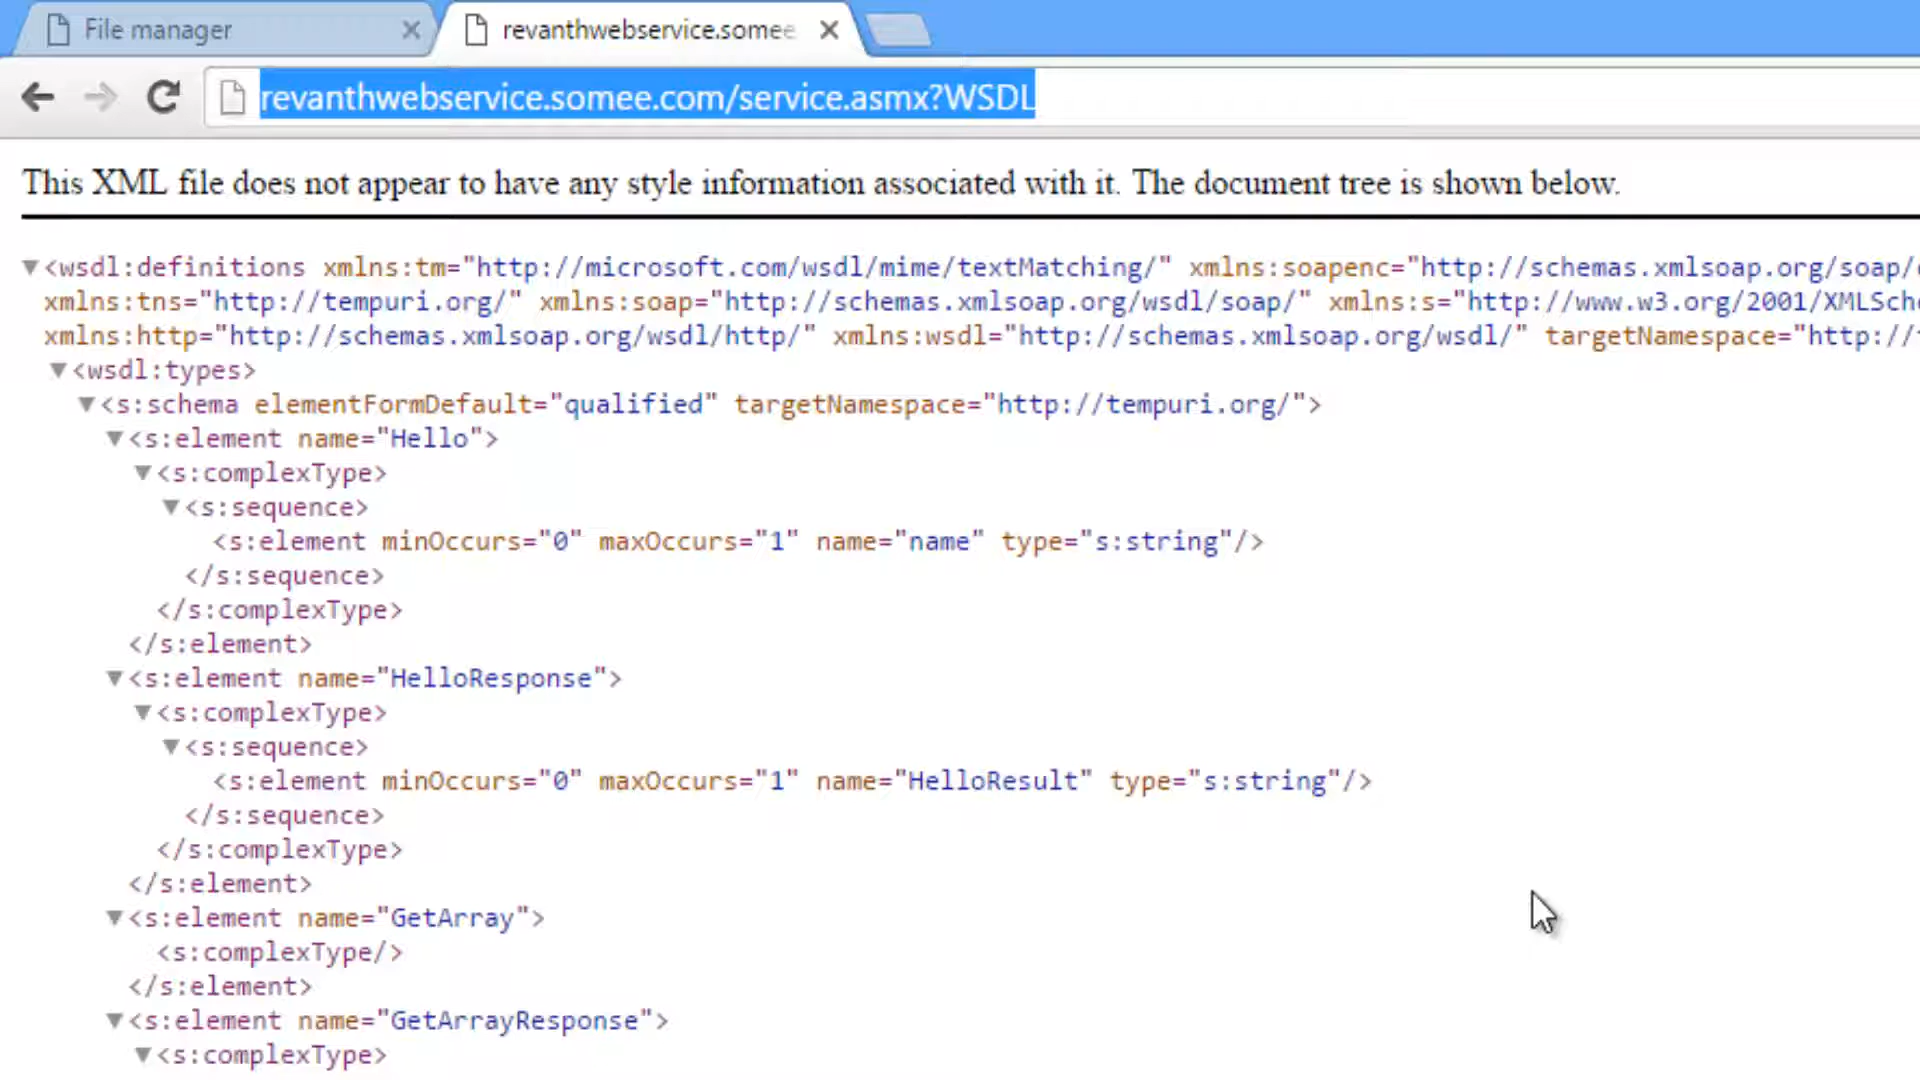 File manager
revanthwebservice.somee
revanthwebservice.somee.com/service.asmx?WSDL
This XML file does not appear to have any style information associated with it. The document tree is shown below.
▼<wsdl:definitions xmlns:tm="http://microsoft.com/wsdl/mime/textMatching/" xmlns:soapenc="http://schemas.xmlsoap.org/soap/
xmlns:tns="http://tempuri.org/" xmlns:soap="http://schemas.xmlsoap.org/wsdl/soap/" xmlns:s="http://www.w3.org/2001/XMLSch
xmlns:http="http://schemas.xmlsoap.org/wsdl/http/" xmlns:wsdl="http://schemas.xmlsoap.org/wsdl/" targetNamespace="http://
▼<wsdl:types>
▼<s:schema elementFormDefault="qualified" targetNamespace="http://tempuri.org/">
▼<s:element name="Hello">
▼<s:complexType>
▼<s:sequence>
<s:element minOccurs="0" maxOccurs="1" name="name" type="s:string"/>
</s:sequence>
</s:complexType>
</s:element>
▼<s:element name="HelloResponse">
▼<s:complexType>
▼<s:sequence>
<s:element minOccurs="0" maxOccurs="1" name="HelloResult" type="s:string"/>
</s:sequence>
</s:complexType>
</s:element>
▼<s:element name="GetArray">
<s:complexType/>
</s:element>
▼<s:element name="GetArrayResponse">
▼<s:complexType>